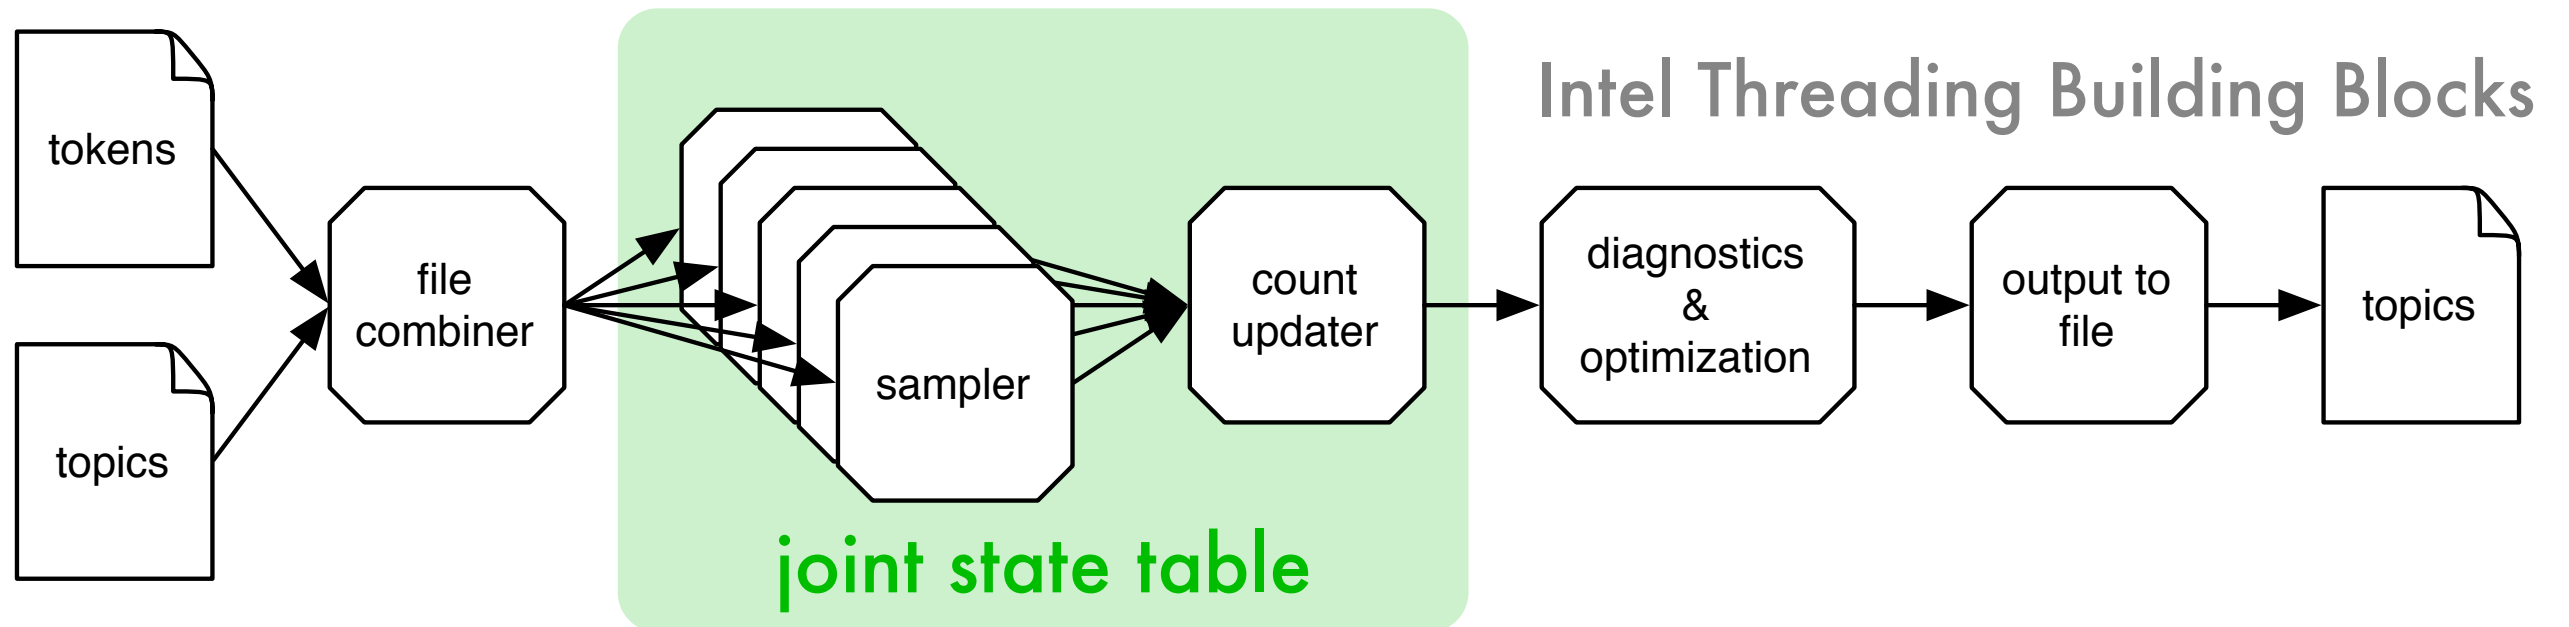 Intel Threading Building Blocks
tokens
topics
file
combiner
sampler
joint state table
count
updater
diagnostics
&
optimization
output to
file
topics